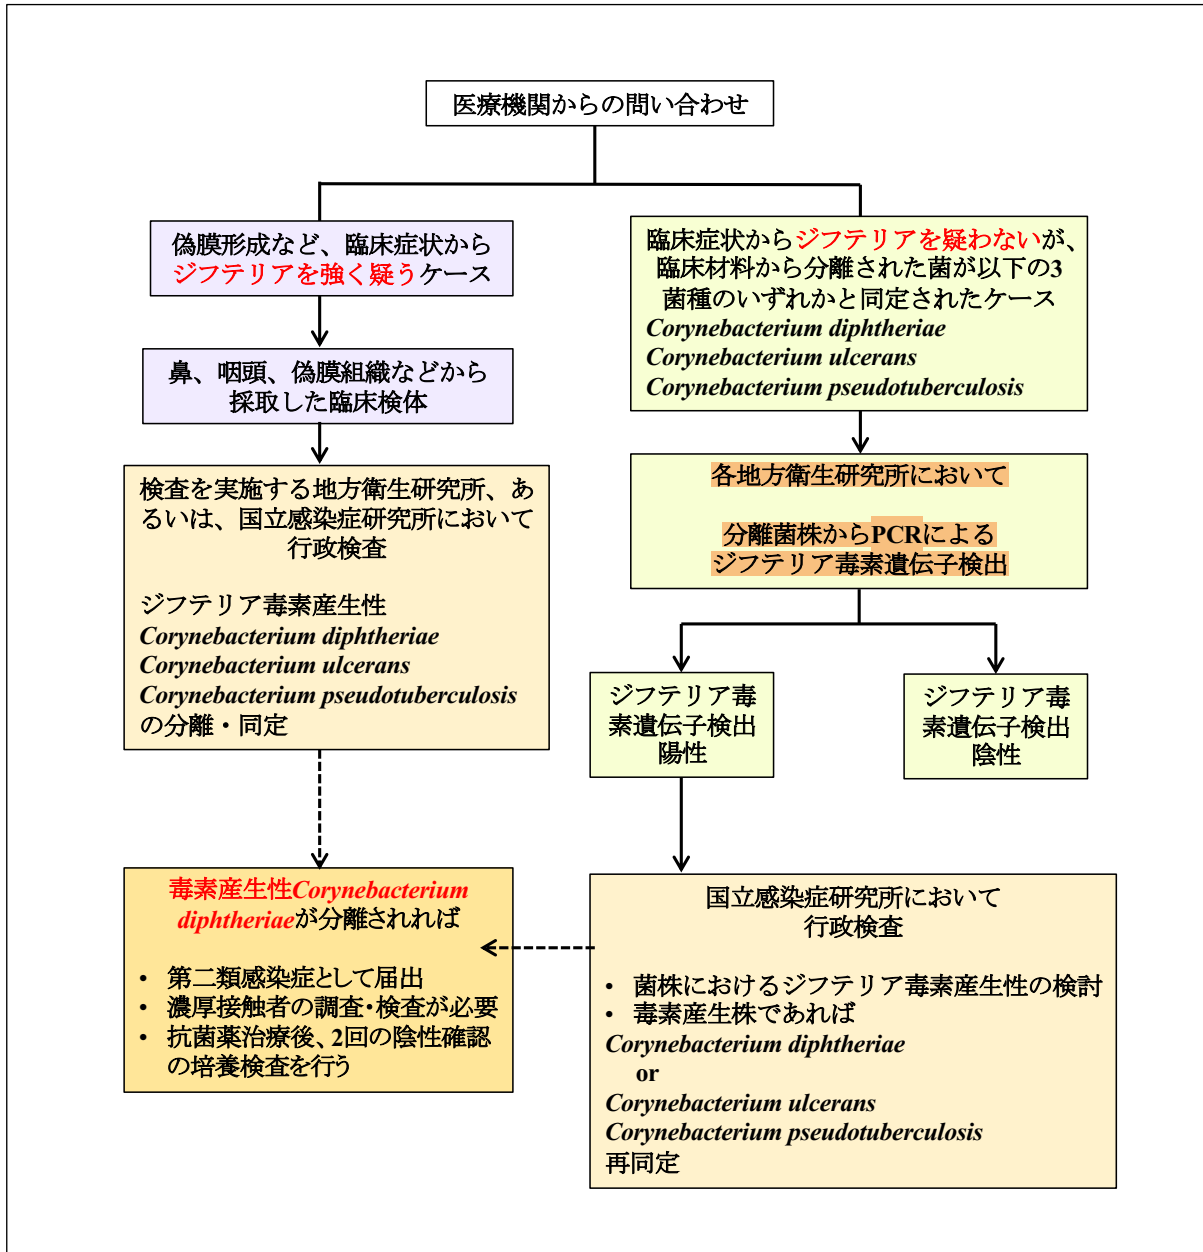 医療機関からの問い合わせ
偽膜形成など、臨床症状から
ジフテリアを強く疑うケース
鼻、咽頭、偽膜組織などから
採取した臨床検体
検査を実施する地方衛生研究所、あ
るいは、国立感染症研究所において
行政検査
ジフテリア毒素産生性
Corynebacterium diphtheriae
Corynebacterium ulcerans
Corynebacterium pseudotuberculosis
の分離・同定
毒素産生性Corynebacterium
diphtheriaeが分離されれば
• 第二類感染症として届出
• 濃厚接触者の調査・検査が必要
• 抗菌薬治療後、2回の陰性確認
の培養検査を行う
臨床症状からジフテリアを疑わないが、
臨床材料から分離された菌が以下の3
菌種のいずれかと同定されたケース
Corynebacterium diphtheriae
Corynebacterium ulcerans
Corynebacterium pseudotuberculosis
各地方衛生研究所において
分離菌株からPCRによる
ジフテリア毒素遺伝子検出
ジフテリア毒
素遺伝子検出
陽性
ジフテリア毒
素遺伝子検出
陰性
国立感染症研究所において
行政検査
• 菌株におけるジフテリア毒素産生性の検討
• 毒素産生株であれば
Corynebacterium diphtheriae
or
Corynebacterium ulcerans
Corynebacterium pseudotuberculosis
再同定